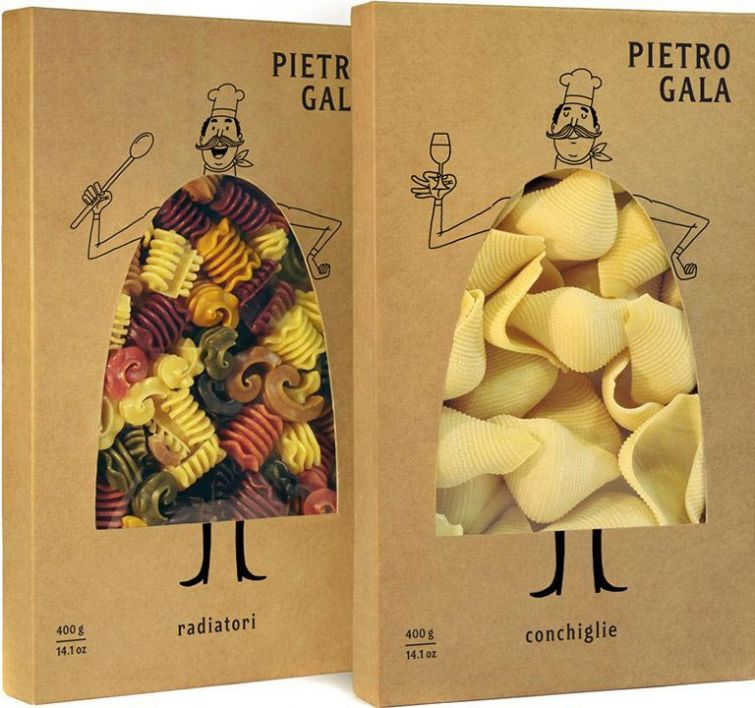 PIETR
GAL
400 g
14.1 oz
radiatori
PIETRO
GALA
400 g
14.1 oz
conchiglie